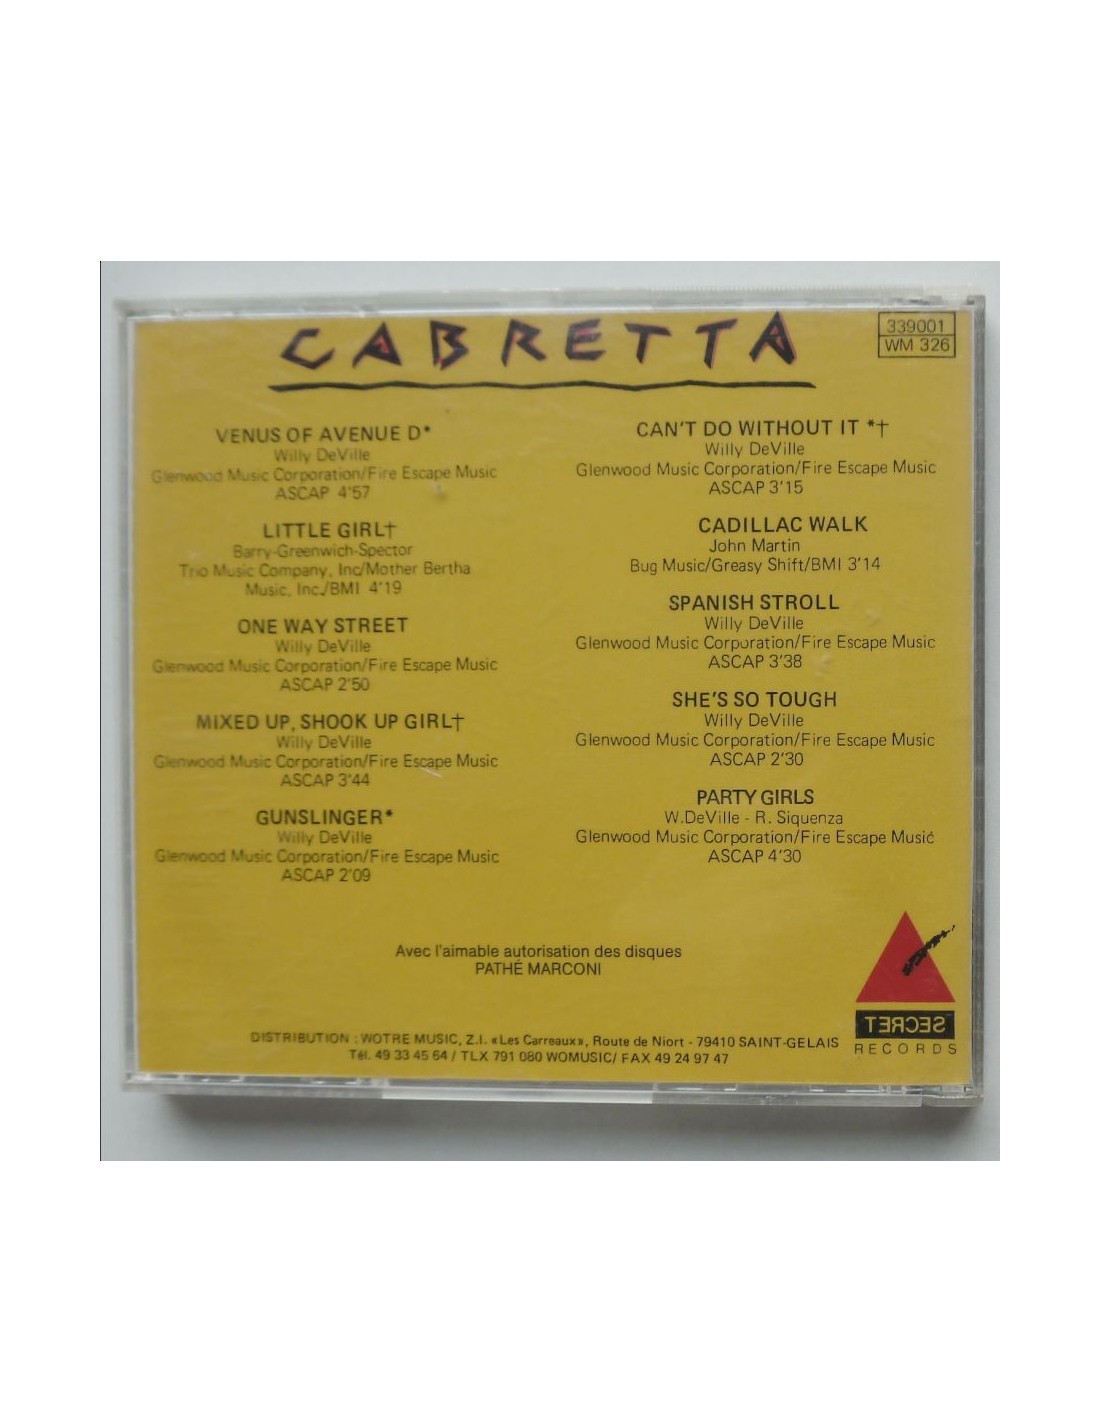 CABRETTA
339001
WM 326
VENUS OF AVENUE D*
Willy DeVille
Glenwood Music Corporation/Fire Escape Music
ASCAP 4'57
LITTLE GIRL†
Barry-Greenwich-Spector
Trio Music Company, Inc/Mother Bertha
Music, Inc./BMI 4'19
ONE WAY STREET
Willy DeVille
Glenwood Music Corporation/Fire Escape Music
ASCAP 2'50
MIXED UP, SHOOK UP GIRL†
Willy DeVille
Glenwood Music Corporation/Fire Escape Music
ASCAP 3'44
GUNSLINGER*
Willy DeVille
Glenwood Music Corporation/Fire Escape Music
ASCAP 2'09
CAN'T DO WITHOUT IT *†
Willy DeVille
Glenwood Music Corporation/Fire Escape Music
ASCAP 3'15
CADILLAC WALK
John Martin
Bug Music/Greasy Shift/BMI 3'14
SPANISH STROLL
Willy DeVille
Glenwood Music Corporation/Fire Escape Music
ASCAP 3'38
SHE'S SO TOUGH
Willy DeVille
Glenwood Music Corporation/Fire Escape Music
ASCAP 2'30
PARTY GIRLS
W.DeVille - R. Siquenza
Glenwood Music Corporation/Fire Escape Music
ASCAP 4'30
Avec l'aimable autorisation des disques
PATHÉ MARCONI
SECRET
RECORDS
DISTRIBUTION : WOTRE MUSIC, Z.I. «Les Carreaux», Route de Niort - 79410 SAINT-GELAIS
Tél. 49 33 45 64 / TLX 791 080 WOMUSIC/ FAX 49 24 97 47